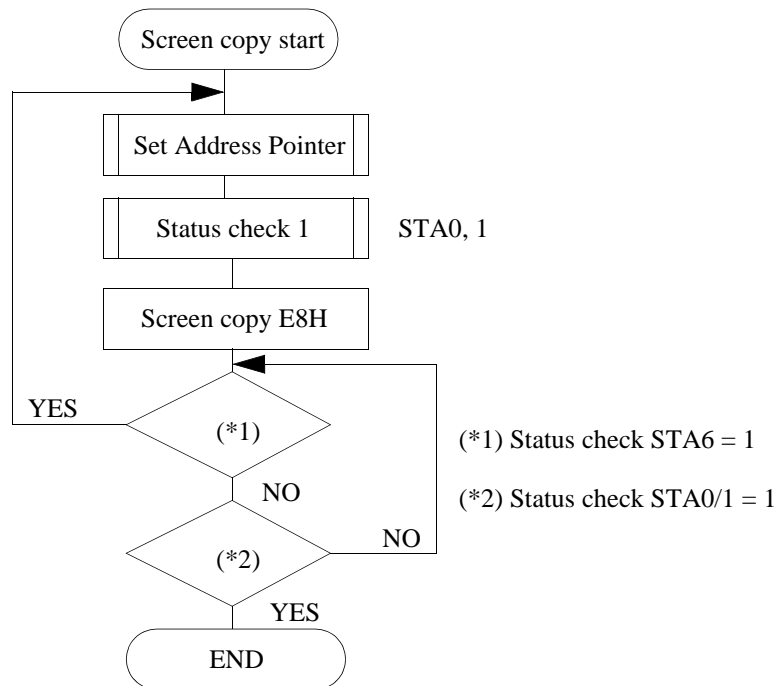 Screen copy start
Set Address Pointer
Status check 1
STA0, 1
Screen copy E8H
YES
(*1)
(*1) Status check STA6 = 1
NO
(*2) Status check STA0/1 = 1
(*2)
NO
YES
END